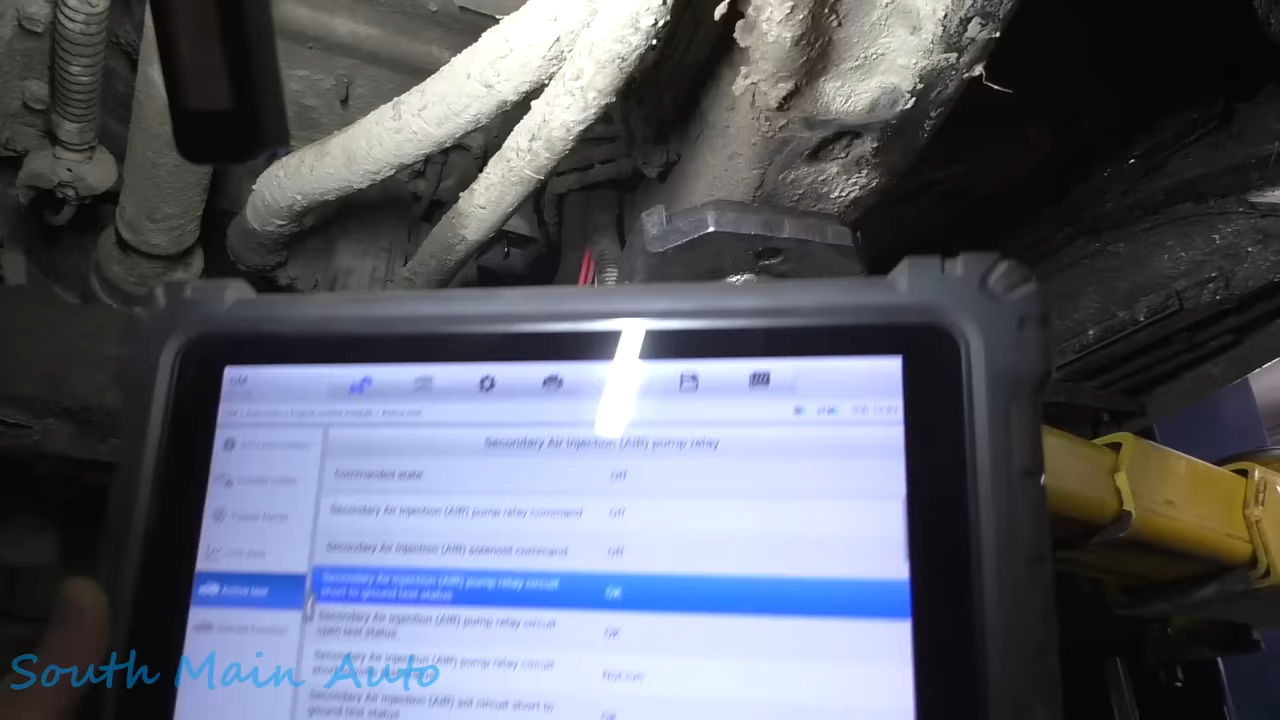 GM
Secondary Air Injection (AIR) pump relay
Commanded state Off
Secondary Air Injection (AIR) pump relay command Off
Secondary Air Injection (AIR) solenoid command Off
Active test
Secondary Air Injection (AIR) pump relay circuit
short to ground test status OK
Secondary Air Injection (AIR) pump relay circuit
open test status OK
Special Function
Secondary Air Injection (AIR) pump relay circuit
Not run
Secondary Air Injection (AIR) sol circuit short to
ground test status OK
South Main Auto